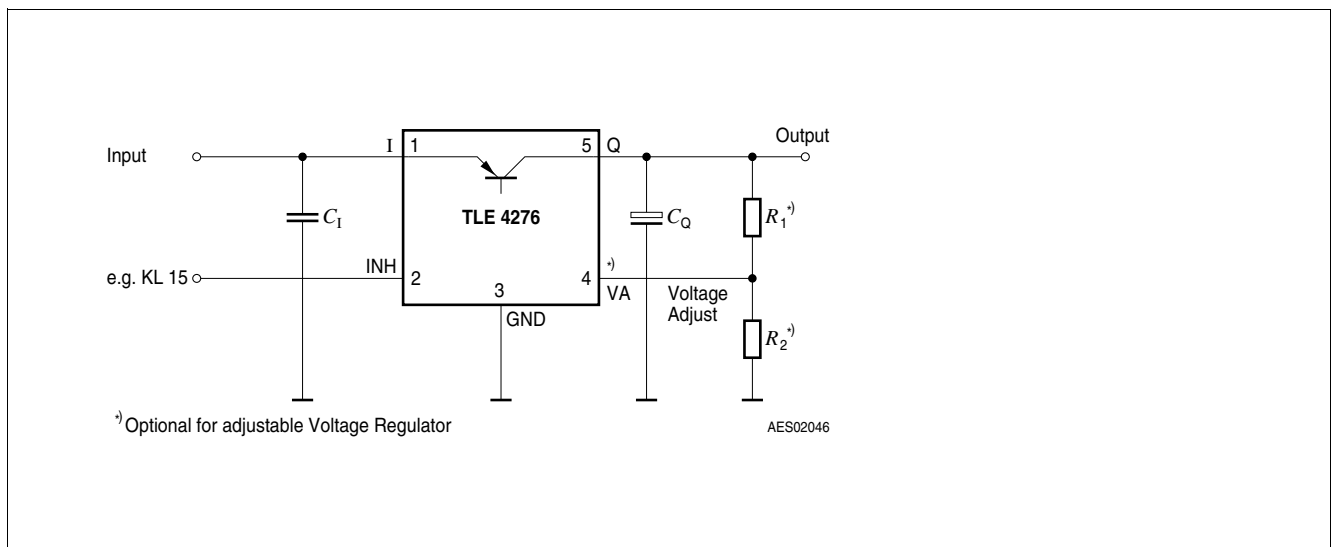 Output
Input
I
1
5
Q
TLE 4276
C_I
C_Q
R_1 *)
INH
e.g. KL 15
2
*)
4
VA
3
GND
Voltage
Adjust
R_2 *)
*) Optional for adjustable Voltage Regulator
AES02046